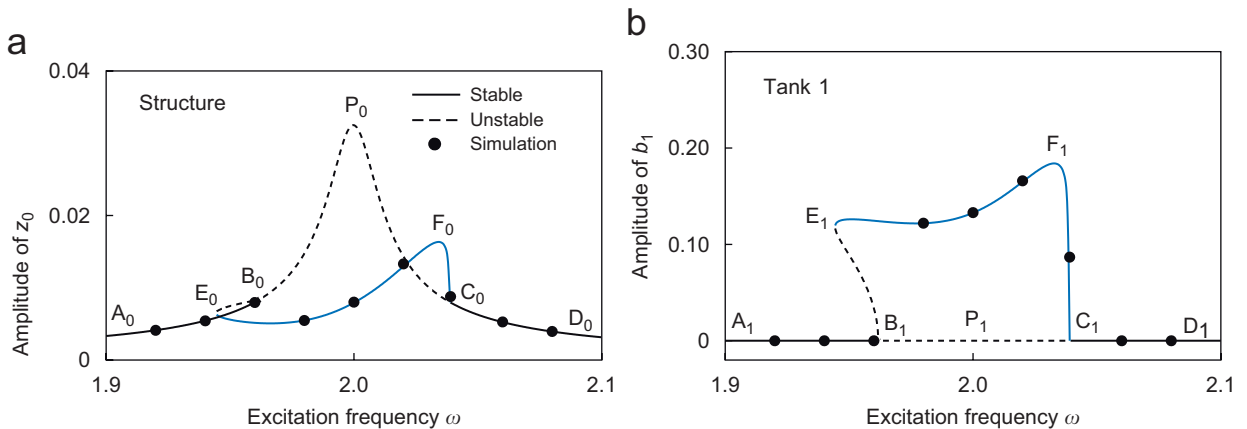 a
0.04
0.02
0
Amplitude of z₀
Structure
P₀
Stable
Unstable
Simulation
F₀
B₀
E₀
A₀
C₀
D₀
1.9
2.0
2.1
Excitation frequency ω
b
0.30
0.20
0.10
0
Amplitude of b₁
Tank 1
F₁
E₁
A₁
B₁
P₁
C₁
D₁
1.9
2.0
2.1
Excitation frequency ω